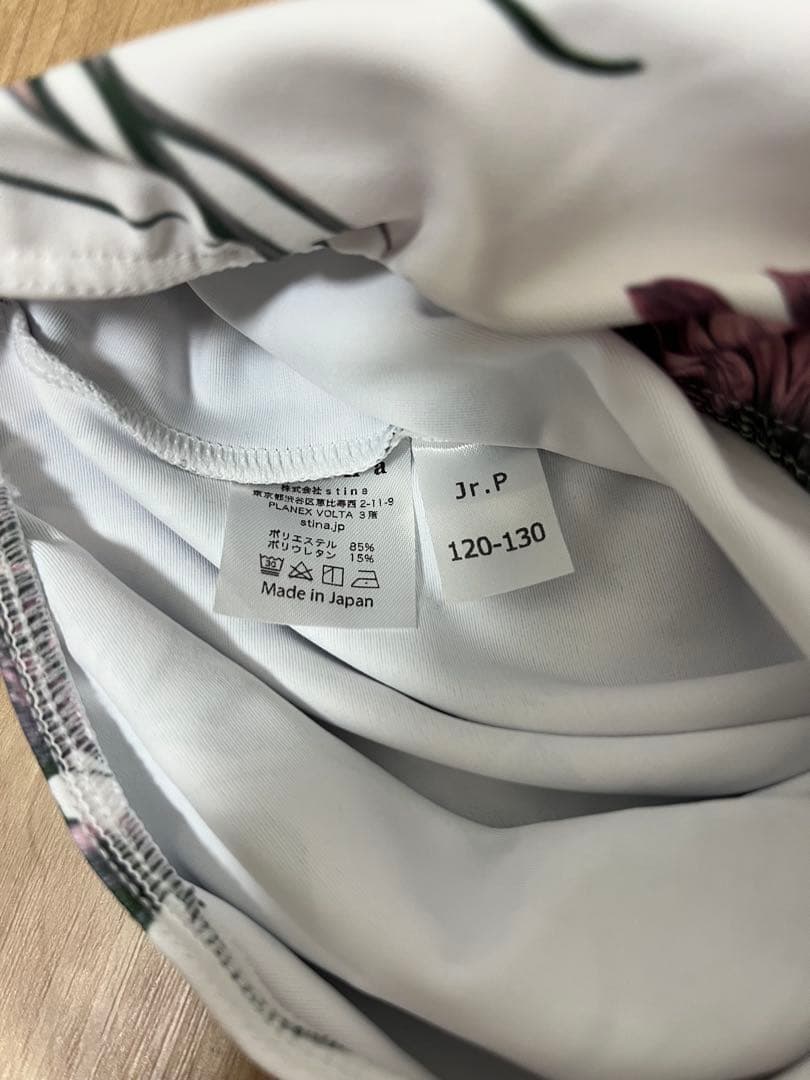 株式会社stina
東京都渋谷区恵比寿西2-11-9
PLANEX VOLTA 3階
stina.jp
ポリエステル 85%
ポリウレタン 15%
30
Made in Japan
Jr.P
120-130